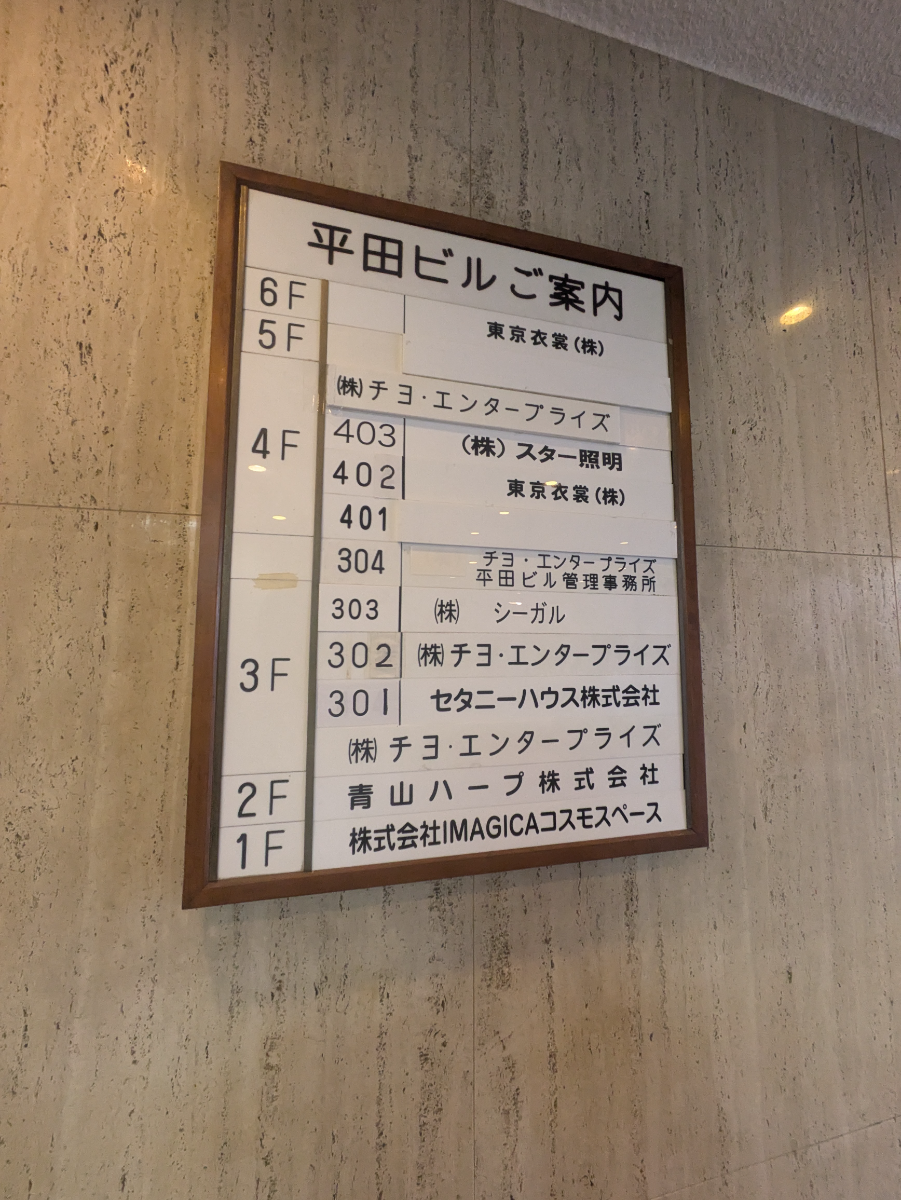 平田ビルご案内
6F 東京衣裳(株)
5F
㈱チヨ・エンタープライズ
403 (株)スター照明
4F
402 東京衣裳(株)
401
304 チヨ・エンタープライズ
平田ビル管理事務所
303 ㈱ シーガル
302 ㈱チヨ・エンタープライズ
3F
301 セタニーハウス株式会社
㈱チヨ・エンタープライズ
2F 青山ハープ株式会社
1F 株式会社IMAGICAコスモスペース